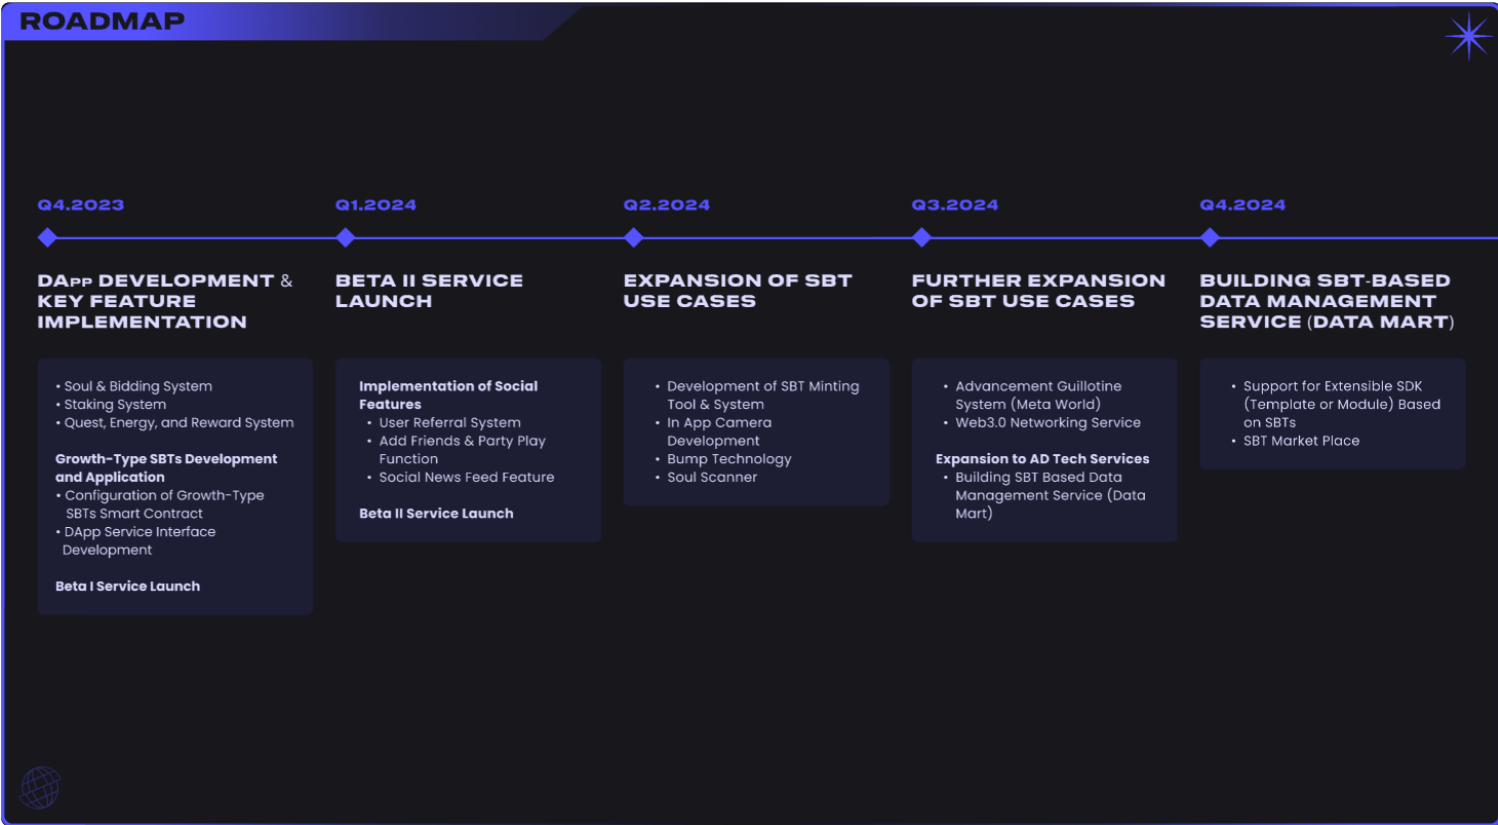 ROADMAP
Q4.2023
DApp DEVELOPMENT &
KEY FEATURE
IMPLEMENTATION
• Soul & Bidding System
• Staking System
• Quest, Energy, and Reward System
Growth-Type SBTs Development
and Application
• Configuration of Growth-Type
SBTs Smart Contract
• DApp Service Interface
Development
Beta I Service Launch
Q1.2024
BETA II SERVICE
LAUNCH
Implementation of Social
Features
• User Referral System
• Add Friends & Party Play
Function
• Social News Feed Feature
Beta II Service Launch
Q2.2024
EXPANSION OF SBT
USE CASES
• Development of SBT Minting
Tool & System
• In App Camera
Development
• Bump Technology
• Soul Scanner
Q3.2024
FURTHER EXPANSION
OF SBT USE CASES
• Advancement Guillotine
System (Meta World)
• Web3.0 Networking Service
Expansion to AD Tech Services
• Building SBT Based Data
Management Service (Data
Mart)
Q4.2024
BUILDING SBT-BASED
DATA MANAGEMENT
SERVICE (DATA MART)
• Support for Extensible SDK
(Template or Module) Based
on SBTs
• SBT Market Place